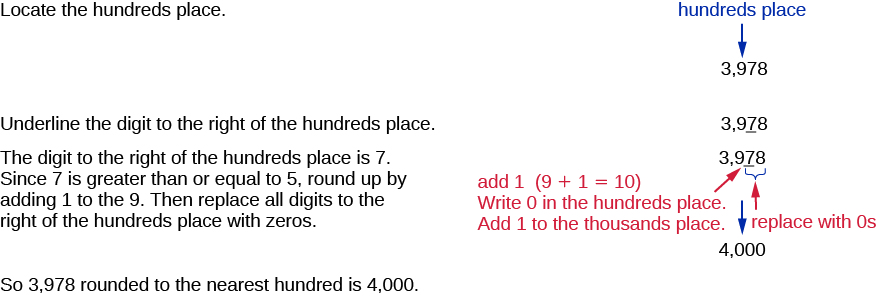 Locate the hundreds place.
hundreds place
3,978
Underline the digit to the right of the hundreds place.
3,978
The digit to the right of the hundreds place is 7.
Since 7 is greater than or equal to 5, round up by
adding 1 to the 9. Then replace all digits to the
right of the hundreds place with zeros.
3,978
add 1 (9 + 1 = 10)
Write 0 in the hundreds place.
Add 1 to the thousands place.
replace with 0s
4,000
So 3,978 rounded to the nearest hundred is 4,000.